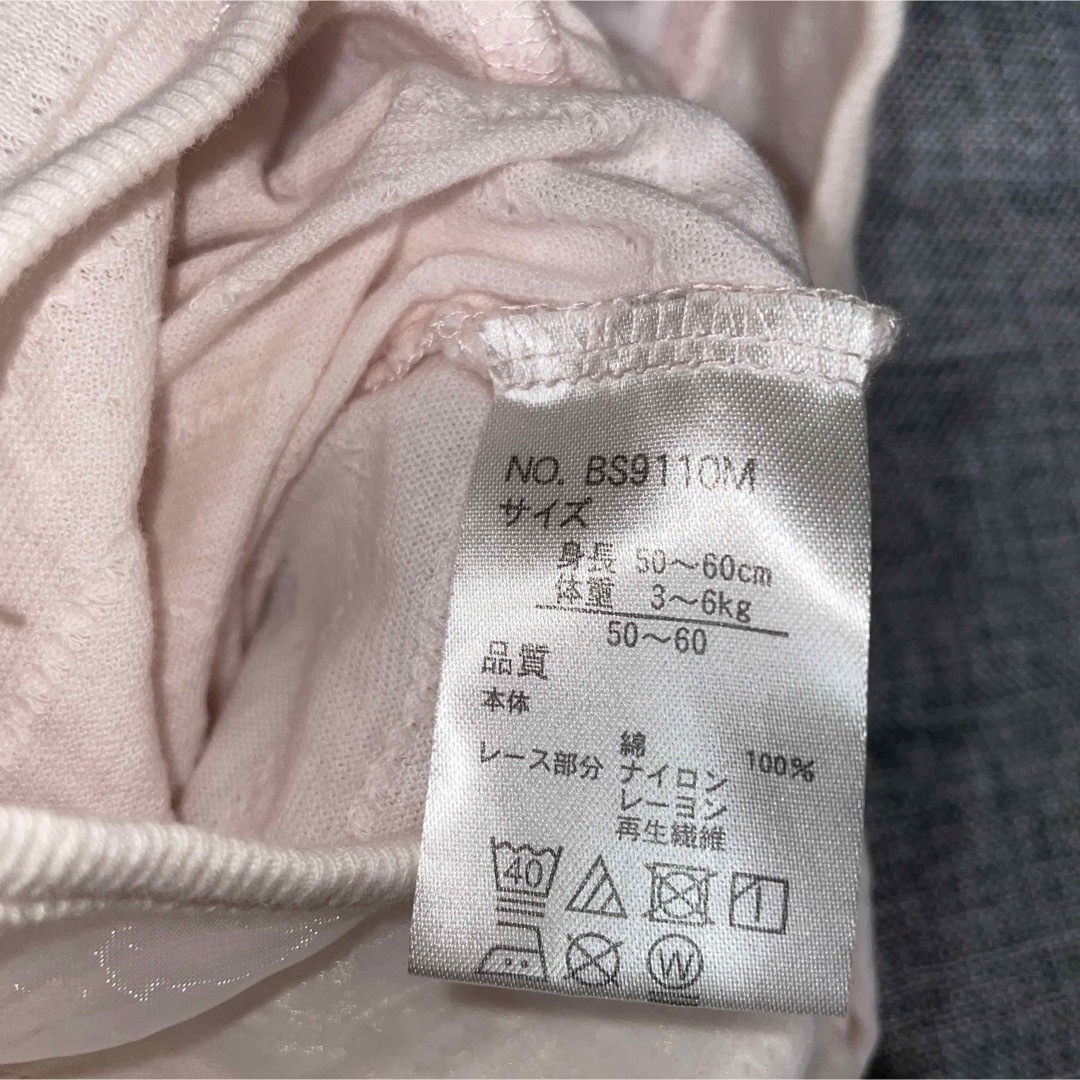 NO. BS9110M
サイズ
身長 50～60cm
体重 3～6kg
50～60
品質
本体
綿 100%
レース部分 ナイロン
レーヨン
再生繊維
40
W